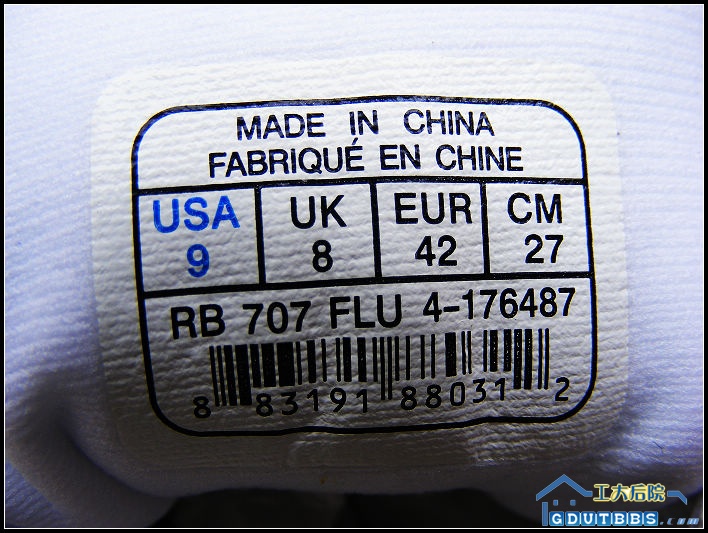 MADE IN CHINA
FABRIQUÉ EN CHINE
USA UK EUR CM
9 8 42 27
RB 707 FLU 4-176487
8 83191 88031 2
工大后院
GDUTBBS.com